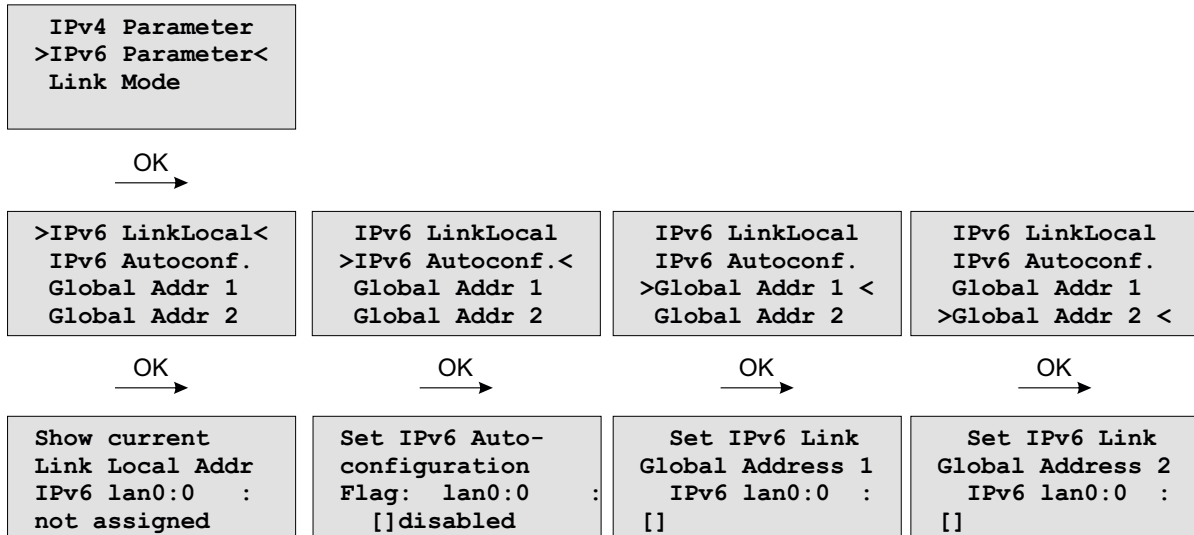 IPv4 Parameter
>IPv6 Parameter<
Link Mode
OK
>IPv6 LinkLocal<
IPv6 Autoconf.
Global Addr 1
Global Addr 2
IPv6 LinkLocal
>IPv6 Autoconf.<
Global Addr 1
Global Addr 2
IPv6 LinkLocal
IPv6 Autoconf.
>Global Addr 1 <
Global Addr 2
IPv6 LinkLocal
IPv6 Autoconf.
Global Addr 1
>Global Addr 2 <
OK
OK
OK
OK
Show current
Link Local Addr
IPv6 lan0:0 :
not assigned
Set IPv6 Auto-
configuration
Flag: lan0:0 :
[]disabled
Set IPv6 Link
Global Address 1
IPv6 lan0:0 :
[]
Set IPv6 Link
Global Address 2
IPv6 lan0:0 :
[]